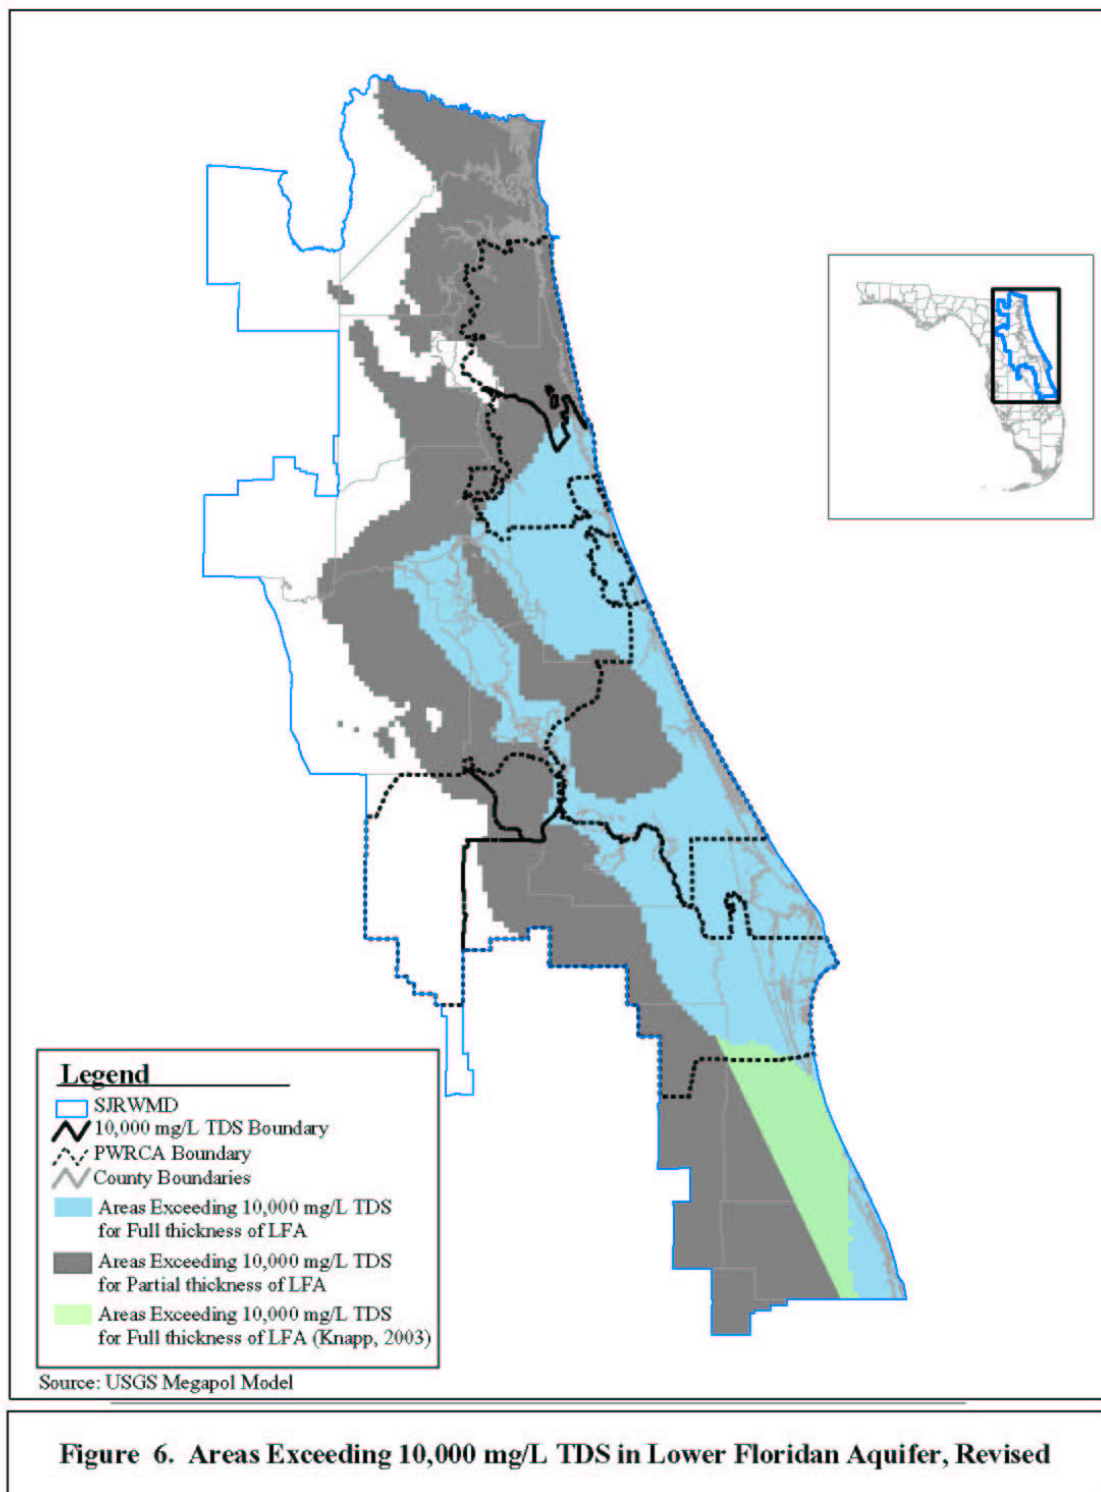 Legend
SJRWMD
10,000 mg/L TDS Boundary
PWRCA Boundary
County Boundaries
Areas Exceeding 10,000 mg/L TDS
for Full thickness of LFA
Areas Exceeding 10,000 mg/L TDS
for Partial thickness of LFA
Areas Exceeding 10,000 mg/L TDS
for Full thickness of LFA (Knapp, 2003)
Source: USGS Megapol Model
Figure 6. Areas Exceeding 10,000 mg/L TDS in Lower Floridan Aquifer, Revised